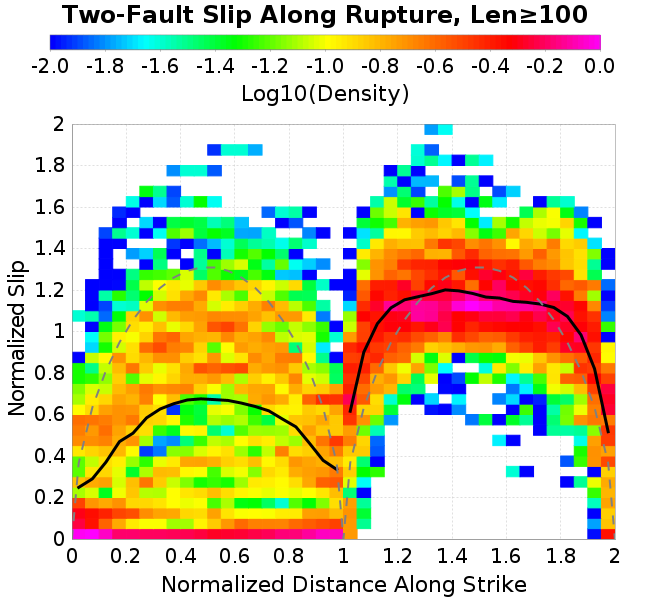 Two-Fault Slip Along Rupture, Len≥100
-2.0 -1.8 -1.6 -1.4 -1.2 -1.0 -0.8 -0.6 -0.4 -0.2 0.0
Log10(Density)
2
1.8
1.6
1.4
1.2
1
0.8
0.6
0.4
0.2
0
Normalized Slip
0 0.2 0.4 0.6 0.8 1 1.2 1.4 1.6 1.8 2
Normalized Distance Along Strike